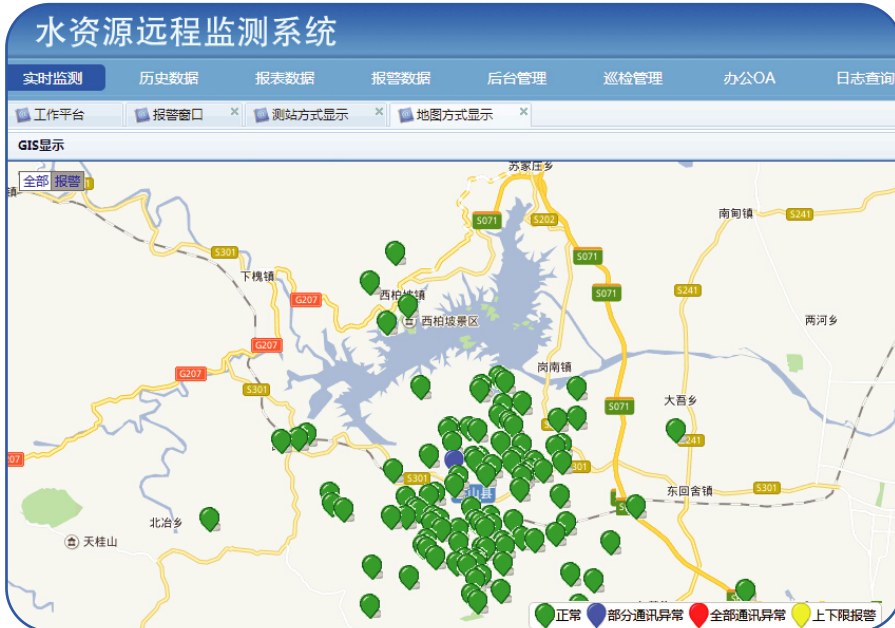 水资源远程监测系统
实时监测 历史数据 报表数据 报警数据 后台管理 巡检管理 办公OA 日志查询
工作平台 报警窗口 测站方式显示 地图方式显示
GIS显示
全部 报警
苏家庄乡
S071 S202
南甸镇 S241
S301
S071
下槐镇
G207
西柏坡镇
S071
S241
西柏坡景区
两河乡
G207
G207
岗南镇
S301
S071
大吾乡
S241
07
S301
301
山县
东回舍镇 S301
北冶乡
天桂山
正常 部分通讯异常 全部通讯异常 上下限报警